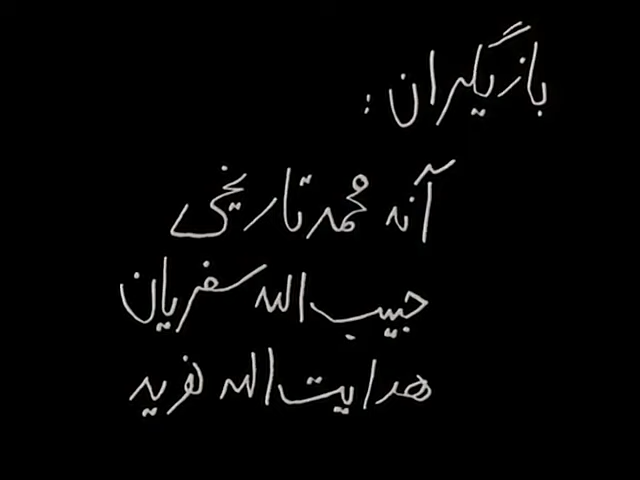 بازیگران :
آنه محمد تاریخی
حبیب الله سفریان
هدایت الله نوید